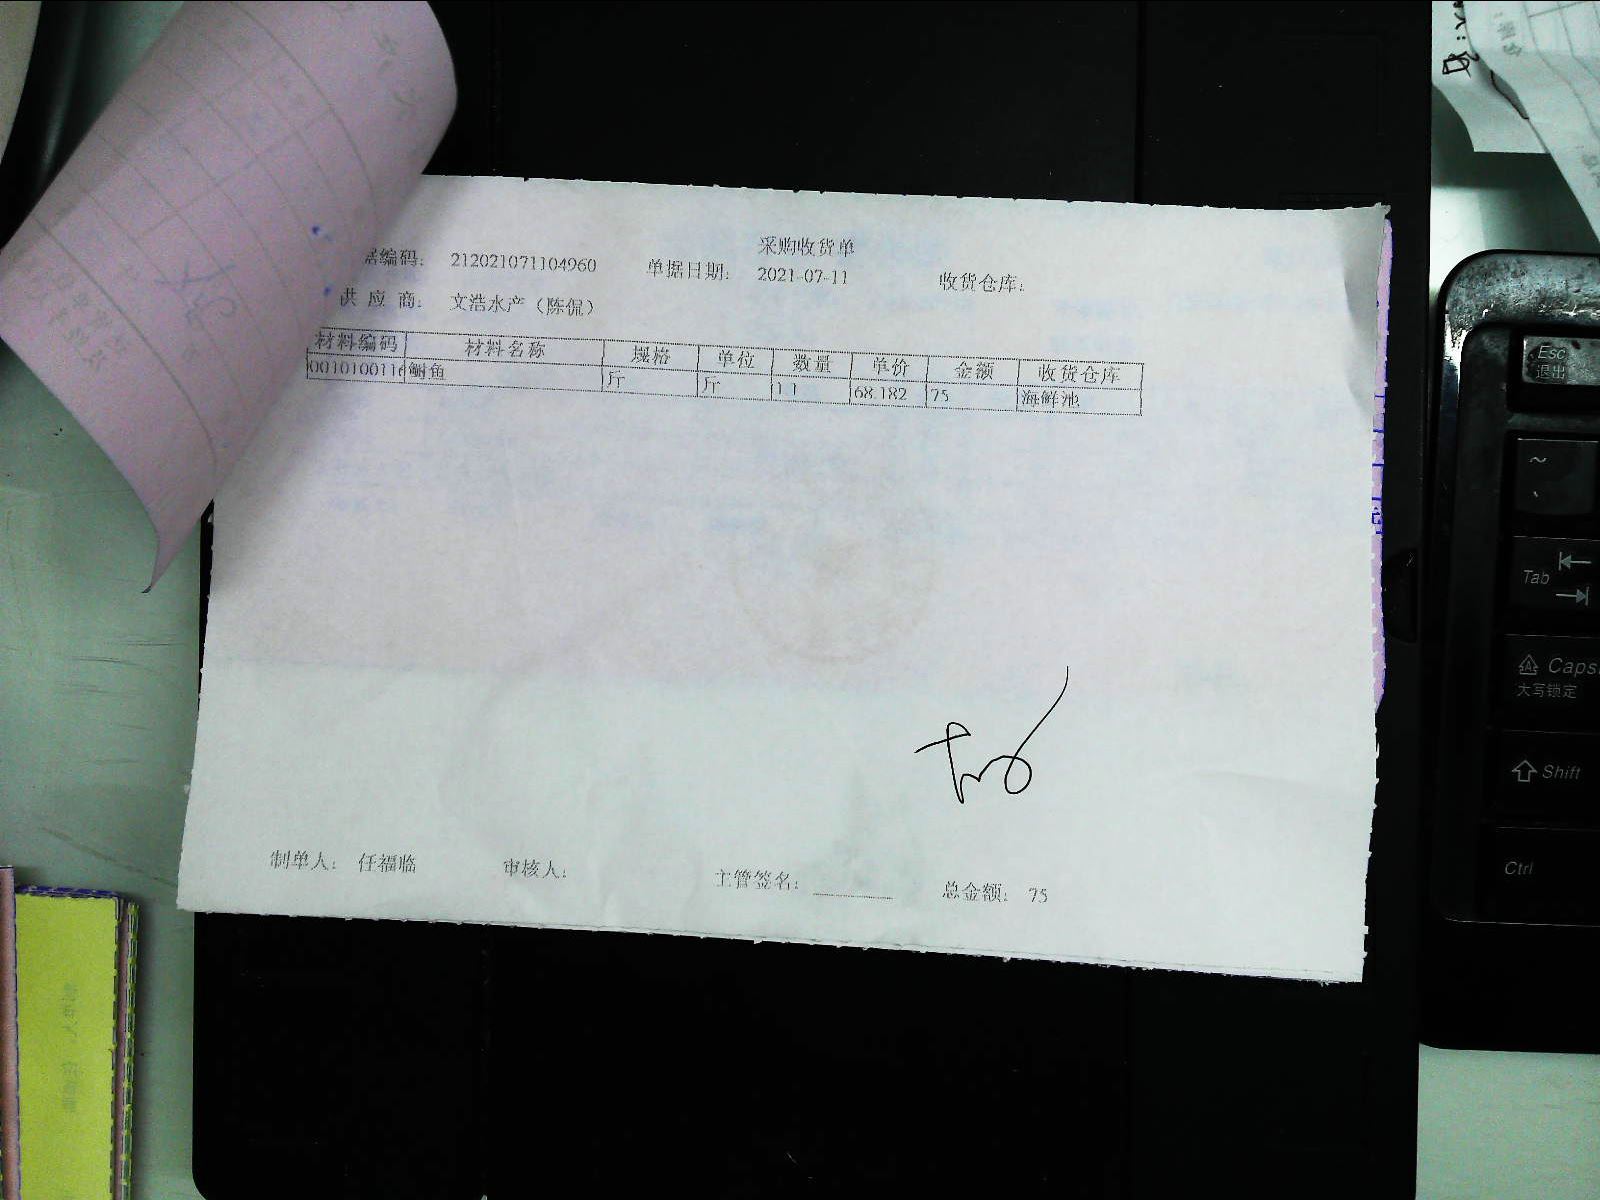 采购收货单
据编码: 212021071104960 单据日期: 2021-07-11 收货仓库:
供应商: 文浩水产（陈侃）
材料编码 材料名称 规格 单位 数量 单价 金额 收货仓库
0010100116 鲥鱼 斤 斤 1.1 68.182 75 海鲜池
制单人: 任福临 审核人: 主管签名: 总金额: 75
Esc
退出
~
Tab
Caps
大写锁定
Shift
Ctrl